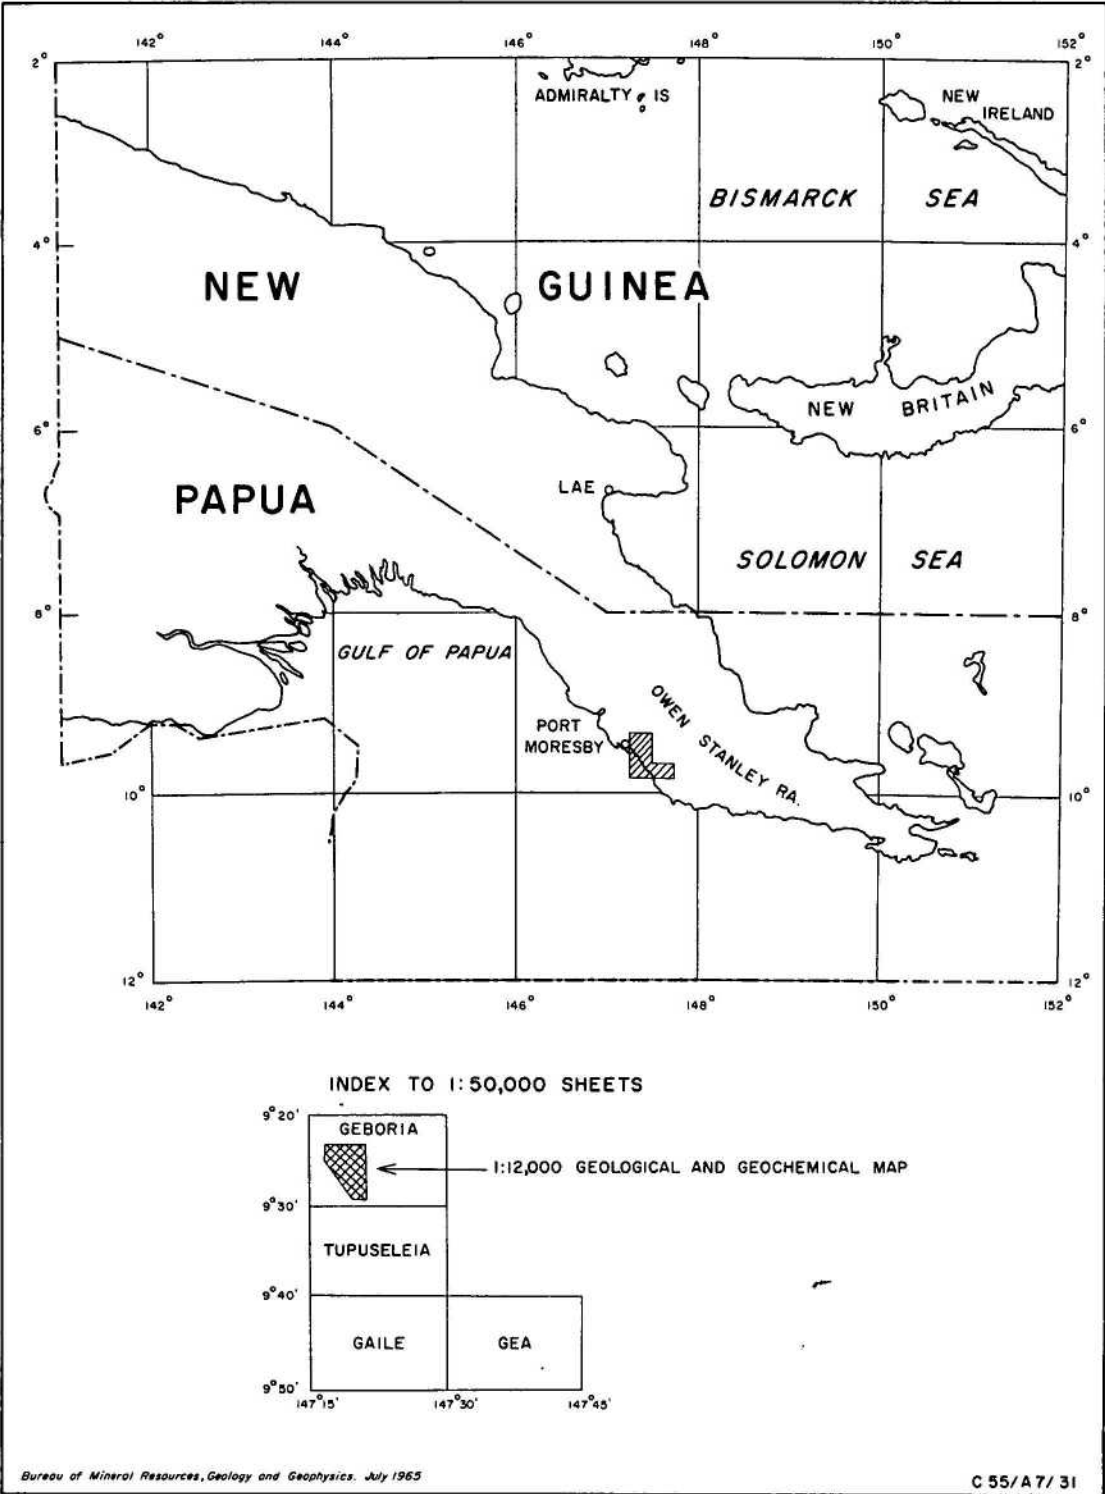 142° 144° 146° 148° 150° 152°
2° 2°
ADMIRALTY IS
NEW
IRELAND
BISMARCK SEA
4° 4°
NEW GUINEA
NEW BRITAIN
6° 6°
LAE
PAPUA
SOLOMON SEA
8° 8°
GULF OF PAPUA
OWEN STANLEY RA.
PORT
MORESBY
10° 10°
12° 12°
142° 144° 146° 148° 150° 152°
INDEX TO 1:50,000 SHEETS
9°20'
GEBORIA
1:12,000 GEOLOGICAL AND GEOCHEMICAL MAP
9°30'
TUPUSELEIA
9°40'
GAILE GEA
9°50'
147°15' 147°30' 147°45'
Bureau of Mineral Resources, Geology and Geophysics. July 1965
C 55/A7/31